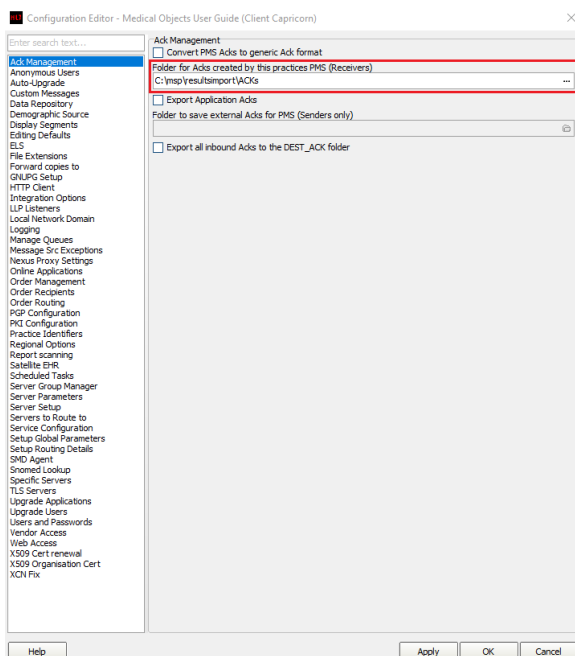 Configuration Editor - Medical Objects User Guide (Client Capricorn)
Enter search text...
Ack Management
Anonymous Users
Auto-Upgrade
Custom Messages
Data Repository
Demographic Source
Display Segments
Editing Defaults
ELS
File Extensions
Forward copies to
GNUPG Setup
HTTP Client
Integration Options
LLP Listeners
Local Network Domain
Logging
Manage Queues
Message Src Exceptions
Nexus Proxy Settings
Online Applications
Order Management
Order Recipients
Order Routing
PGP Configuration
PKI Configuration
Practice Identifiers
Regional Options
Report scanning
Satellite EHR
Scheduled Tasks
Server Group Manager
Server Parameters
Server Setup
Servers to Route to
Service Configuration
Setup Global Parameters
Setup Routing Details
SMD Agent
Snomed Lookup
Specific Servers
TLS Servers
Upgrade Applications
Upgrade Users
Users and Passwords
Vendor Access
Web Access
X509 Cert renewal
X509 Organisation Cert
XCN Fix
Ack Management
Convert PMS Acks to generic Ack format
Folder for Acks created by this practices PMS (Receivers)
C:\msp\resultsimport\ACKs
...
Export Application Acks
Folder to save external Acks for PMS (Senders only)
Export all inbound Acks to the DEST_ACK folder
Help
Apply
OK
Cancel